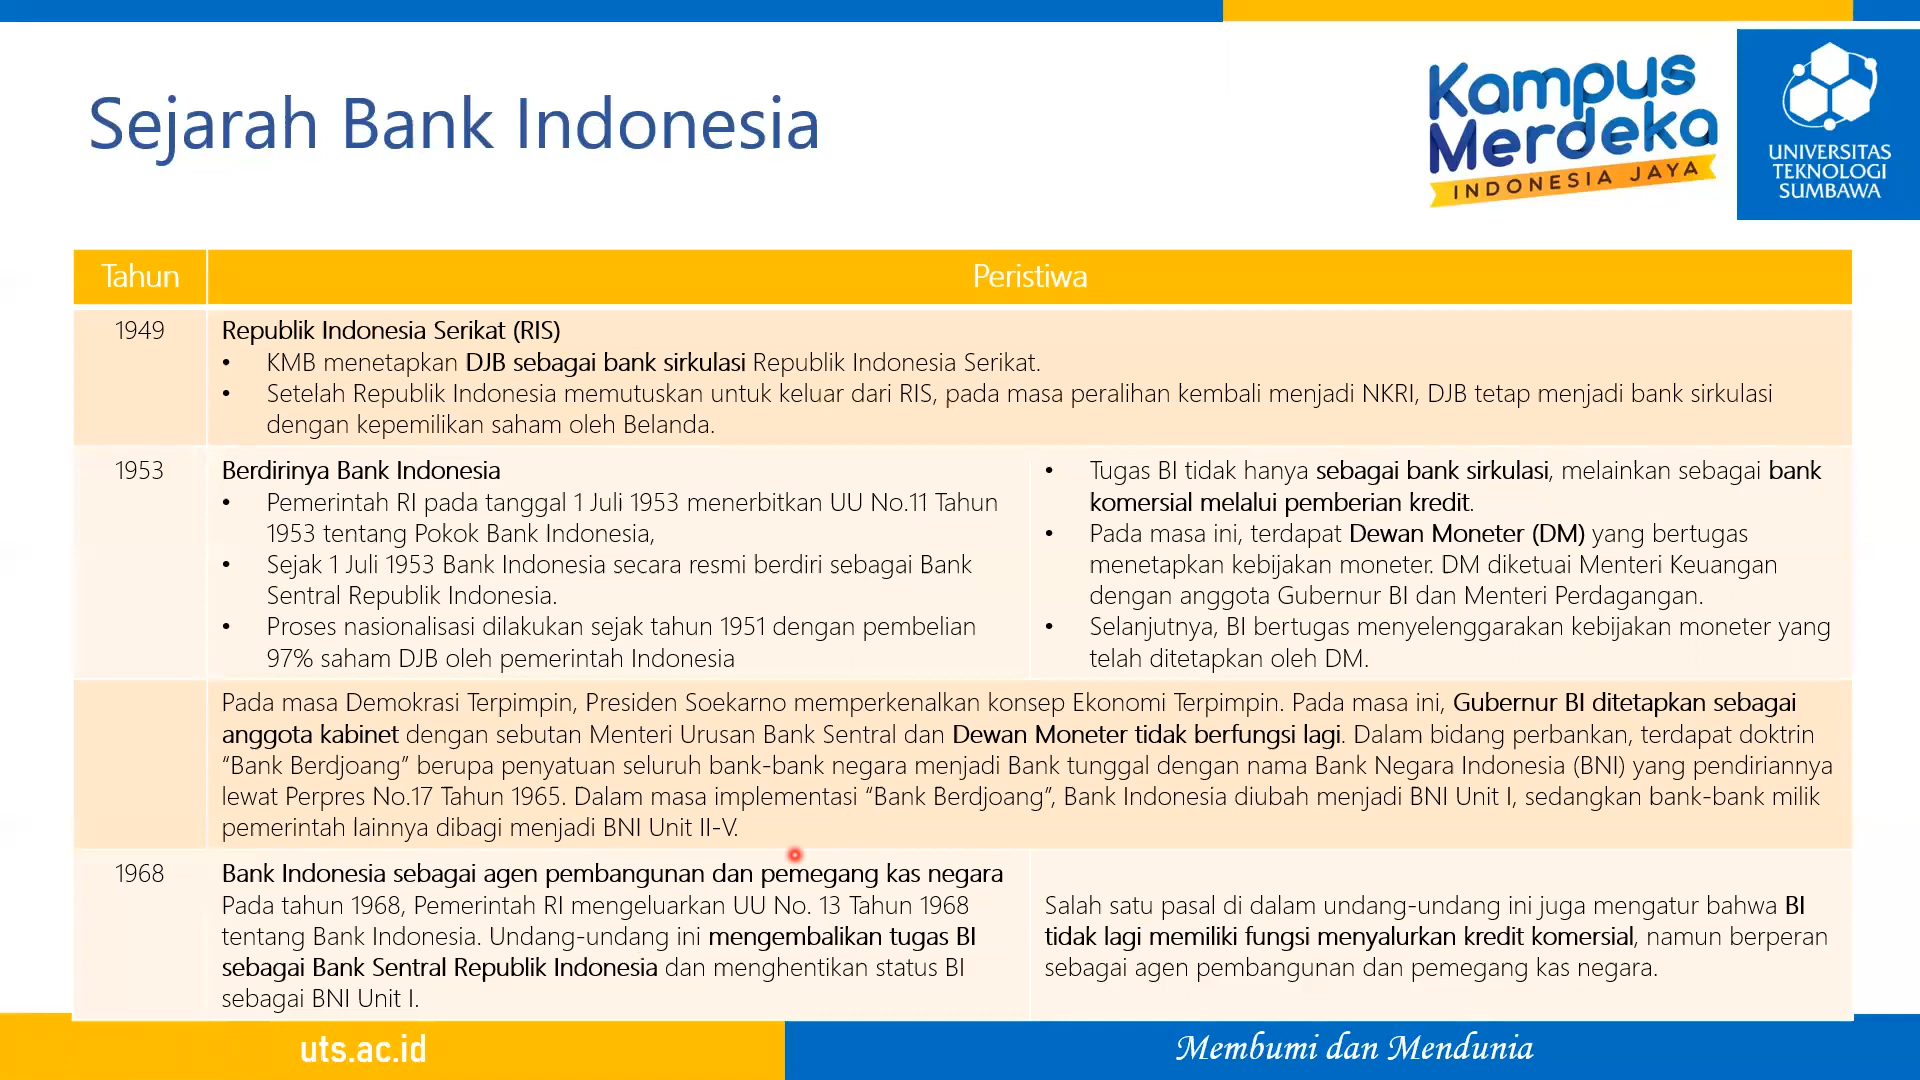 Sejarah Bank Indonesia
Kampus
Merdeka
INDONESIA JAYA
UNIVERSITAS
TEKNOLOGI
SUMBAWA
Tahun
Peristiwa
1949
Republik Indonesia Serikat (RIS)
• KMB menetapkan DJB sebagai bank sirkulasi Republik Indonesia Serikat.
• Setelah Republik Indonesia memutuskan untuk keluar dari RIS, pada masa peralihan kembali menjadi NKRI, DJB tetap menjadi bank sirkulasi
dengan kepemilikan saham oleh Belanda.
1953
Berdirinya Bank Indonesia
• Pemerintah RI pada tanggal 1 Juli 1953 menerbitkan UU No.11 Tahun
1953 tentang Pokok Bank Indonesia,
• Sejak 1 Juli 1953 Bank Indonesia secara resmi berdiri sebagai Bank
Sentral Republik Indonesia.
• Proses nasionalisasi dilakukan sejak tahun 1951 dengan pembelian
97% saham DJB oleh pemerintah Indonesia
• Tugas BI tidak hanya sebagai bank sirkulasi, melainkan sebagai bank
komersial melalui pemberian kredit.
• Pada masa ini, terdapat Dewan Moneter (DM) yang bertugas
menetapkan kebijakan moneter. DM diketuai Menteri Keuangan
dengan anggota Gubernur BI dan Menteri Perdagangan.
• Selanjutnya, BI bertugas menyelenggarakan kebijakan moneter yang
telah ditetapkan oleh DM.
Pada masa Demokrasi Terpimpin, Presiden Soekarno memperkenalkan konsep Ekonomi Terpimpin. Pada masa ini, Gubernur BI ditetapkan sebagai
anggota kabinet dengan sebutan Menteri Urusan Bank Sentral dan Dewan Moneter tidak berfungsi lagi. Dalam bidang perbankan, terdapat doktrin
“Bank Berdjoang” berupa penyatuan seluruh bank-bank negara menjadi Bank tunggal dengan nama Bank Negara Indonesia (BNI) yang pendiriannya
lewat Perpres No.17 Tahun 1965. Dalam masa implementasi “Bank Berdjoang”, Bank Indonesia diubah menjadi BNI Unit I, sedangkan bank-bank milik
pemerintah lainnya dibagi menjadi BNI Unit II-V.
1968
Bank Indonesia sebagai agen pembangunan dan pemegang kas negara
Pada tahun 1968, Pemerintah RI mengeluarkan UU No. 13 Tahun 1968
tentang Bank Indonesia. Undang-undang ini mengembalikan tugas BI
sebagai Bank Sentral Republik Indonesia dan menghentikan status BI
sebagai BNI Unit I.
Salah satu pasal di dalam undang-undang ini juga mengatur bahwa BI
tidak lagi memiliki fungsi menyalurkan kredit komersial, namun berperan
sebagai agen pembangunan dan pemegang kas negara.
uts.ac.id
Membumi dan Mendunia